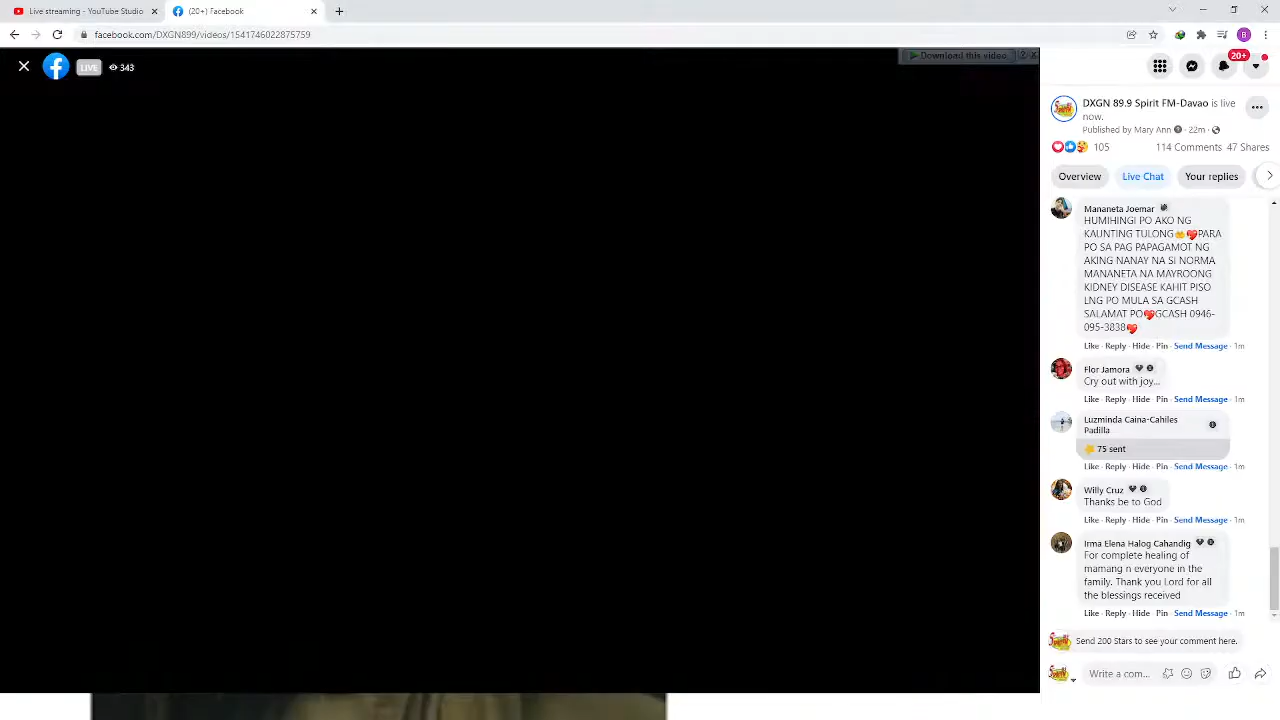 Live streaming - YouTube Studio
(20+) Facebook
facebook.com/DXGN899/videos/1541746022875759
B
LIVE 343
Download this video
20+
DXGN 89.9 Spirit FM-Davao is live
now.
Published by Mary Ann · 22m ·
105 114 Comments 47 Shares
Overview Live Chat Your replies
Mananeta Joemar
HUMIHINGI PO AKO NG
KAUNTING TULONG🤲❤️PARA
PO SA PAG PAPAGAMOT NG
AKING NANAY NA SI NORMA
MANANETA NA MAYROONG
KIDNEY DISEASE KAHIT PISO
LNG PO MULA SA GCASH
SALAMAT PO❤️GCASH 0946-
095-3838❤️
Like · Reply · Hide · Pin · Send Message · 1m
Flor Jamora
Cry out with joy...
Like · Reply · Hide · Pin · Send Message · 1m
Luzminda Caina-Cahiles
Padilla
75 sent
Like · Reply · Hide · Pin · Send Message · 1m
Willy Cruz
Thanks be to God
Like · Reply · Hide · Pin · Send Message · 1m
Irma Elena Halog Cahandig
For complete healing of
mamang n everyone in the
family. Thank you Lord for all
the blessings received
Like · Reply · Hide · Pin · Send Message · 1m
Send 200 Stars to see your comment here.
Write a com...